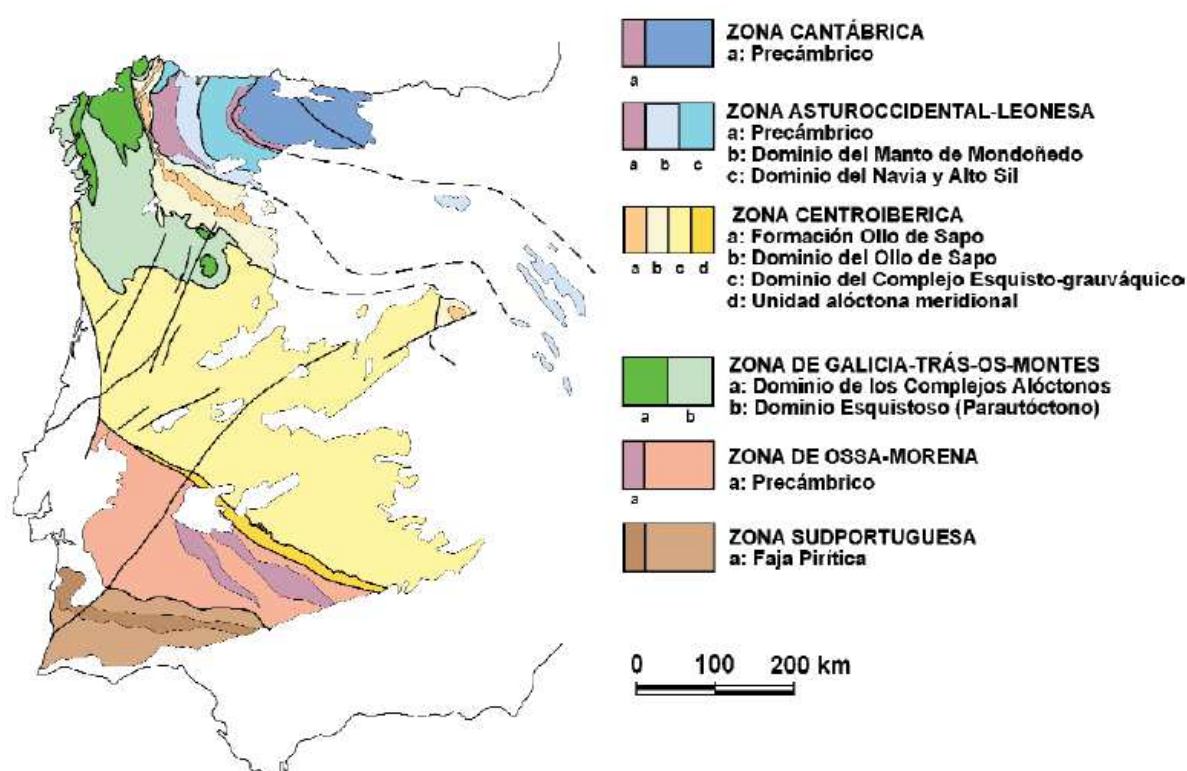 ZONA CANTÁBRICA
a: Precámbrico
a
ZONA ASTUROCCIDENTAL-LEONESA
a: Precámbrico
b: Dominio del Manto de Mondoñedo
c: Dominio del Navia y Alto Sil
a b c
ZONA CENTROIBERICA
a: Formación Ollo de Sapo
b: Dominio del Ollo de Sapo
c: Dominio del Complejo Esquisto-grauváquico
d: Unidad alóctona meridional
a b c d
ZONA DE GALICIA-TRÁS-OS-MONTES
a: Dominio de los Complejos Alóctonos
b: Dominio Esquistoso (Parautóctono)
a b
ZONA DE OSSA-MORENA
a: Precámbrico
a
ZONA SUDPORTUGUESA
a: Faja Pirítica
0 100 200 km